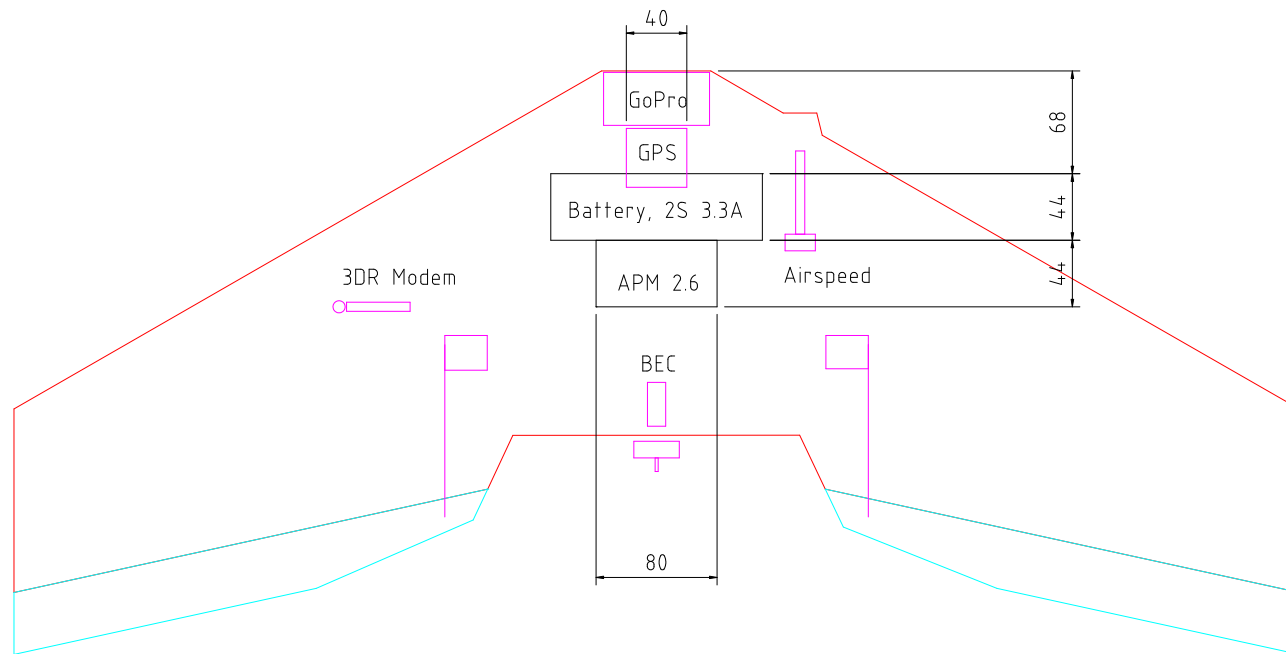 40
GoPro
68
GPS
Battery, 2S 3.3A
44
3DR Modem
APM 2.6
Airspeed
44
BEC
80